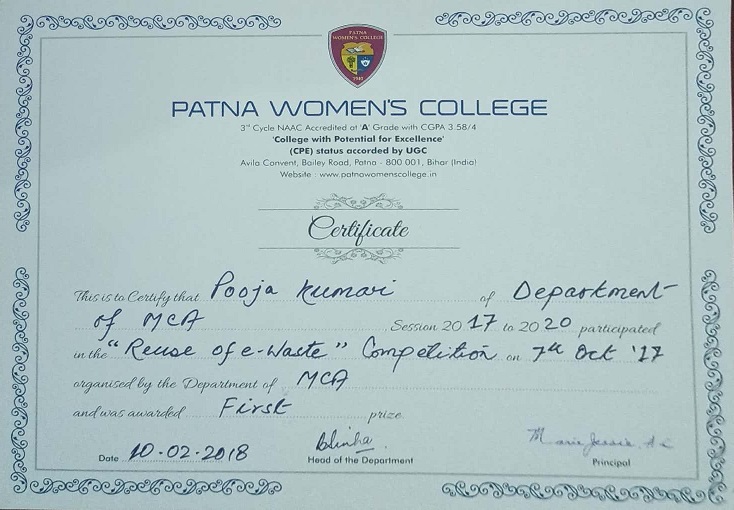 PATNA
WOMEN'S COLLEGE
1940
PATNA WOMEN'S COLLEGE
3rd Cycle NAAC Accredited at 'A' Grade with CGPA 3.58/4
'College with Potential for Excellence'
(CPE) status accorded by UGC
Avila Convent, Bailey Road, Patna - 800 001, Bihar (India)
Website : www.patnawomenscollege.in
Certificate
This is to Certify that Pooja Kumari of Department
of MCA Session 2017 to 2020 participated
in the "Reuse of e-Waste" Competition on 7th Oct '17
organised by the Department of MCA
and was awarded First prize
Date 10.02.2018
Head of the Department
Principal